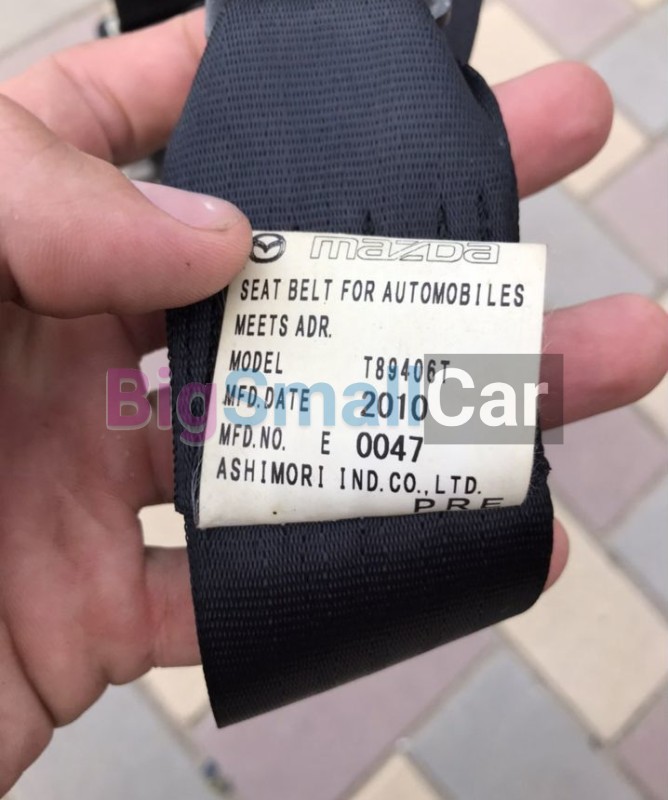 mazda
SEAT BELT FOR AUTOMOBILES
MEETS ADR.
MODEL T89406T
MFD.DATE 2010
MFD.NO. E 0047
ASHIMORI IND.CO.,LTD.
PRE
BigSmallCar